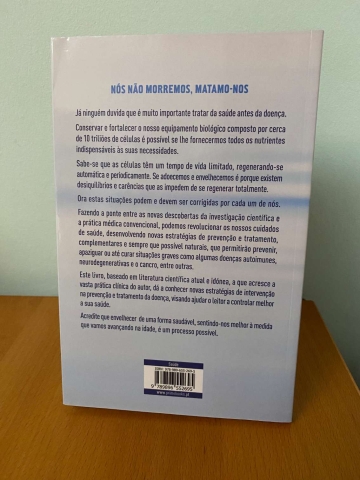 NÓS NÃO MORREMOS, MATAMO-NOS
Já ninguém duvida que é muito importante tratar da saúde antes da doença.
Conservar e fortalecer o nosso equipamento biológico composto por cerca
de 10 triliões de células é possível se lhe fornecermos todos os nutrientes
indispensáveis às suas necessidades.
Sabe-se que as células têm um tempo de vida limitado, regenerando-se
automática e periodicamente. Se adoecemos e envelhecemos é porque existem
desiquilíbrios e carências que as impedem de se regenerar totalmente.
Ora estas situações podem e devem ser corrigidas por cada um de nós.
Fazendo a ponte entre as novas descobertas da investigação científica e
a prática médica convencional, podemos revolucionar os nossos cuidados
de saúde, desenvolvendo novas estratégias de prevenção e tratamento,
complementares e sempre que possível naturais, que permitirão prevenir,
apaziguar ou até curar situações graves como algumas doenças autoimunes,
neurodegenerativas e o cancro, entre outras.
Este livro, baseado em literatura científica atual e idónea, a que acresce a
vasta prática clínica do autor, dá a conhecer novas estratégias de intervenção
na prevenção e tratamento da doença, visando ajudar o leitor a controlar melhor
a sua saúde.
Acredite que envelhecer de uma forma saudável, sentindo-nos melhor à medida
que vamos avançando na idade, é um processo possível.